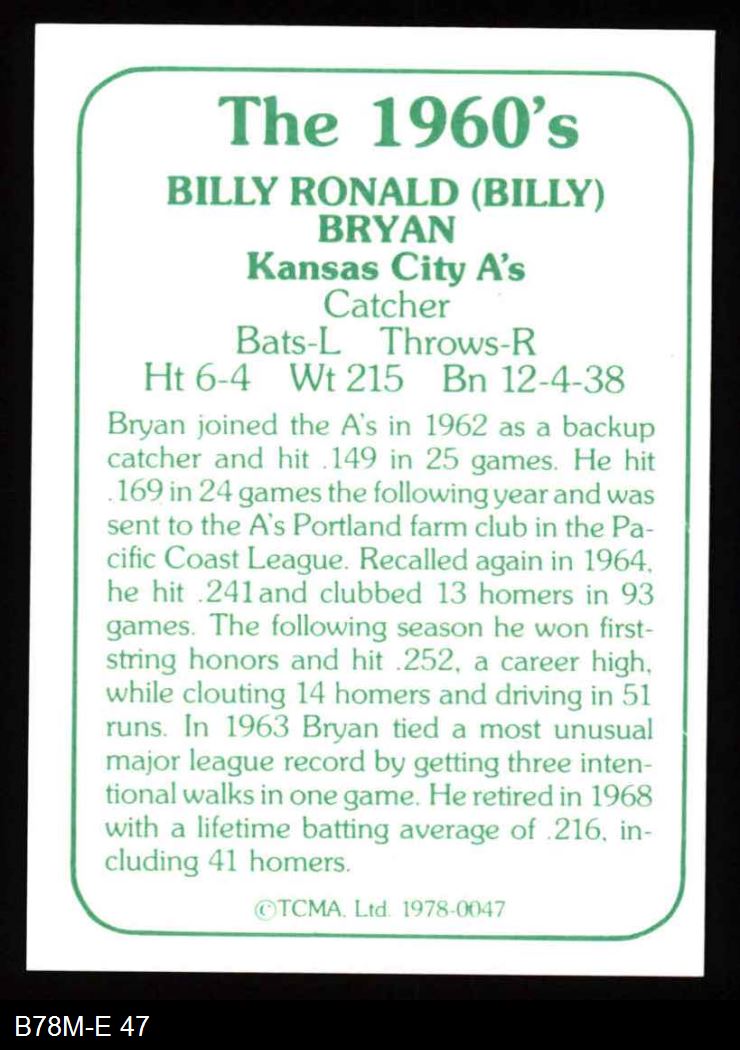 The 1960's
BILLY RONALD (BILLY)
BRYAN
Kansas City A's
Catcher
Bats-L Throws-R
Ht 6-4 Wt 215 Bn 12-4-38
Bryan joined the A's in 1962 as a backup
catcher and hit .149 in 25 games. He hit
.169 in 24 games the following year and was
sent to the A's Portland farm club in the Pa-
cific Coast League. Recalled again in 1964,
he hit .241 and clubbed 13 homers in 93
games. The following season he won first-
string honors and hit .252, a career high,
while clouting 14 homers and driving in 51
runs. In 1963 Bryan tied a most unusual
major league record by getting three inten-
tional walks in one game. He retired in 1968
with a lifetime batting average of .216, in-
cluding 41 homers.
©TCMA, Ltd. 1978-0047
B78M-E 47